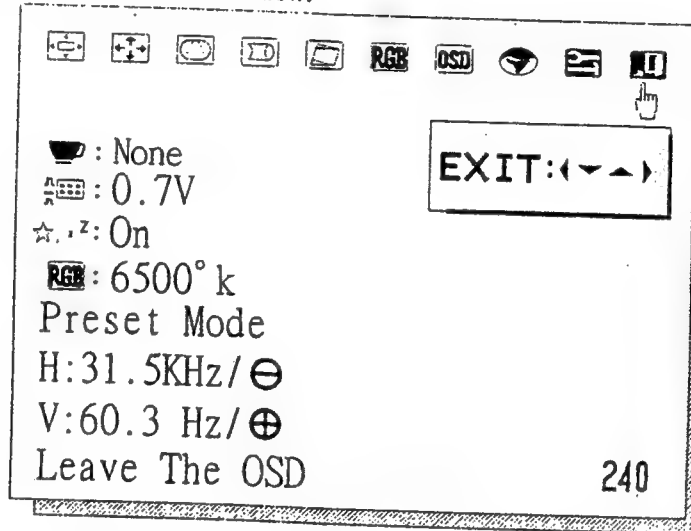 RGB OSD
: None
EXIT:
: 0.7V
z: On
RGB: 6500°k
Preset Mode
H:31.5KHz/⊖
V:60.3 Hz/⊕
Leave The OSD 240